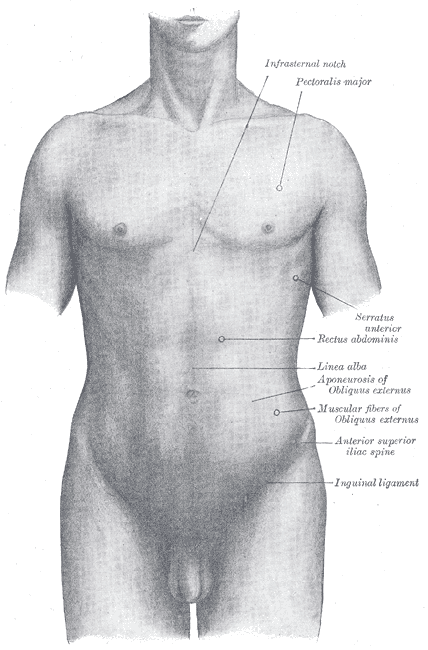 Infrasternal notch
Pectoralis major
Serratus
anterior
Rectus abdominis
Linea alba
Aponeurosis of
Obliquus externus
Muscular fibers of
Obliquus externus
Anterior superior
iliac spine
Inguinal ligament